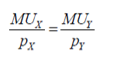 MU_X / p_X = MU_Y / p_Y